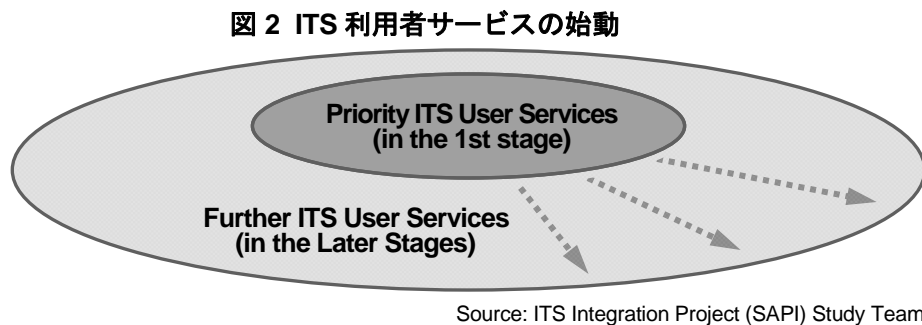 図 2 ITS 利用者サービスの始動
Priority ITS User Services
(in the 1st stage)
Further ITS User Services
(in the Later Stages)
Source: ITS Integration Project (SAPI) Study Team